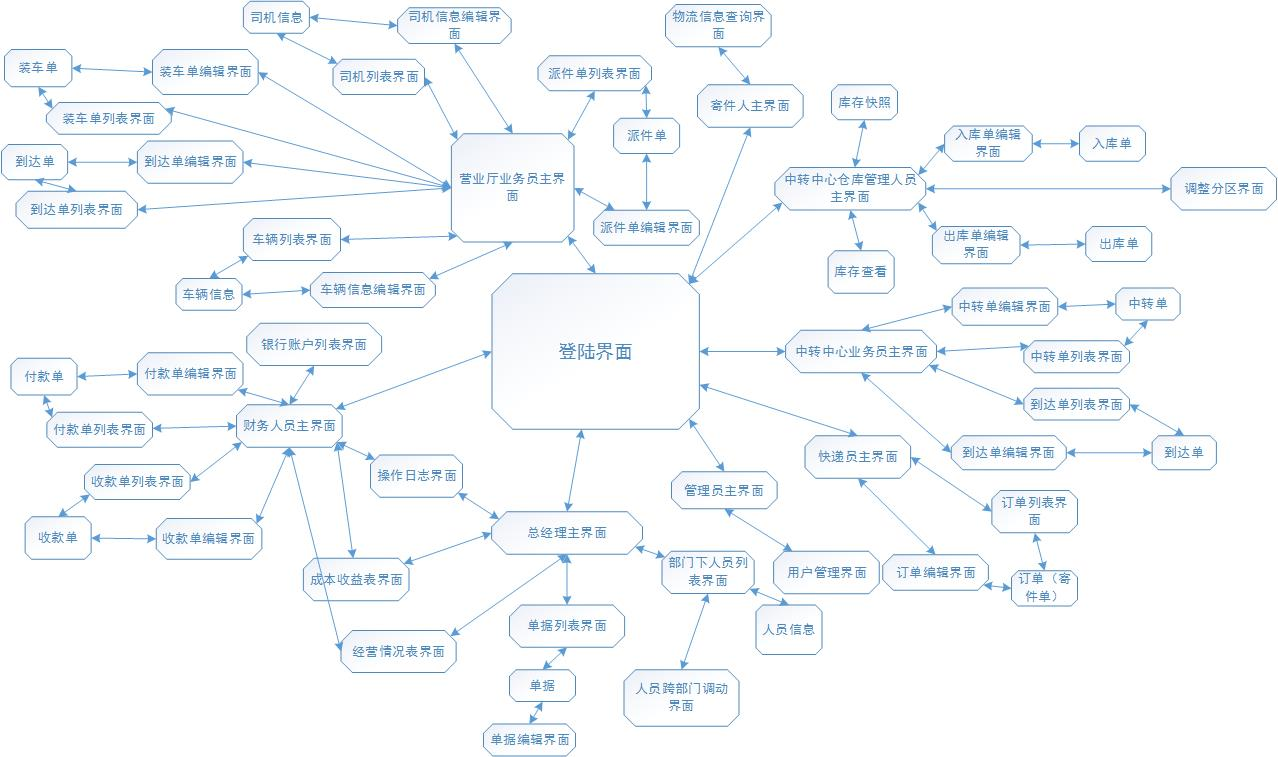 司机信息
司机信息编辑界
面
物流信息查询界
面
装车单
装车单编辑界面
司机列表界面
派件单列表界面
寄件人主界面
库存快照
装车单列表界面
派件单
入库单编辑
界面
入库单
到达单
到达单编辑界面
营业厅业务员主界
面
中转中心仓库管理人员
主界面
调整分区界面
到达单列表界面
派件单编辑界面
车辆列表界面
出库单编辑
界面
出库单
库存查看
车辆信息
车辆信息编辑界面
中转单编辑界面
中转单
银行账户列表界面
登陆界面
中转中心业务员主界面
中转单列表界面
付款单
付款单编辑界面
到达单列表界面
付款单列表界面
财务人员主界面
快递员主界面
到达单编辑界面
到达单
收款单列表界面
操作日志界面
管理员主界面
订单列表界
面
收款单
收款单编辑界面
总经理主界面
成本收益表界面
部门下人员列
表界面
用户管理界面
订单编辑界面
订单（寄
件单）
单据列表界面
人员信息
经营情况表界面
单据
人员跨部门调动
界面
单据编辑界面